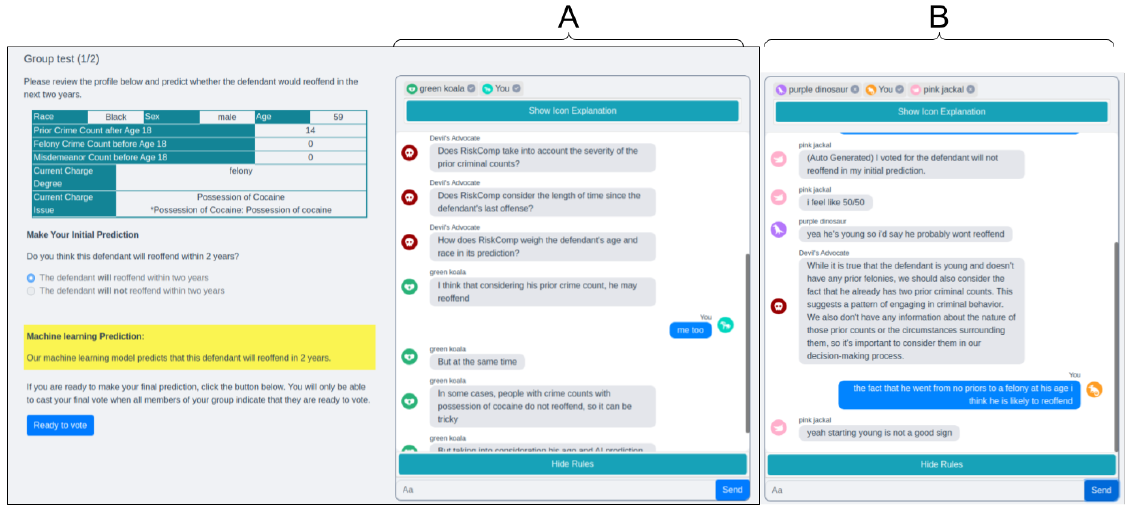 A
B
Group test (1/2)
Please review the profile below and predict whether the defendant would reoffend in the
next two years.
Race Black Sex male Age 59
Prior Crime Count after Age 18 14
Felony Crime Count before Age 18 0
Misdemeanor Count before Age 18 0
Current Charge
Degree
felony
Current Charge
Issue
Possession of Cocaine
*Possession of Cocaine: Possession of cocaine
Make Your Initial Prediction
Do you think this defendant will reoffend within 2 years?
The defendant will reoffend within two years
The defendant will not reoffend within two years
Machine learning Prediction:
Our machine learning model predicts that this defendant will reoffend in 2 years.
If you are ready to make your final prediction, click the button below. You will only be able
to cast your final vote when all members of your group indicate that they are ready to vote.
Ready to vote
green koala You
Show Icon Explanation
Devil's Advocate
Does RiskComp take into account the severity of the
prior criminal counts?
Devil's Advocate
Does RiskComp consider the length of time since the
defendant's last offense?
Devil's Advocate
How does RiskComp weigh the defendant's age and
race in its prediction?
green koala
I think that considering his prior crime count, he may
reoffend
You
me too
green koala
But at the same time
green koala
In some cases, people with crime counts with
possession of cocaine do not reoffend, so it can be
tricky
green koala
But taking into considerating his age and AI prediction
Hide Rules
Aa
Send
purple dinosaur You pink jackal
Show Icon Explanation
pink jackal
(Auto Generated) I voted for the defendant will not
reoffend in my initial prediction.
pink jackal
i feel like 50/50
purple dinosaur
yea he's young so i'd say he probably wont reoffend
Devil's Advocate
While it is true that the defendant is young and doesn't
have any prior felonies, we should also consider the
fact that he already has two prior criminal counts. This
suggests a pattern of engaging in criminal behavior.
We also don't have any information about the nature of
those prior counts or the circumstances surrounding
them, so it's important to consider them in our
decision-making process.
You
the fact that he went from no priors to a felony at his age i
think he is likely to reoffend
pink jackal
yeah starting young is not a good sign
Hide Rules
Aa
Send